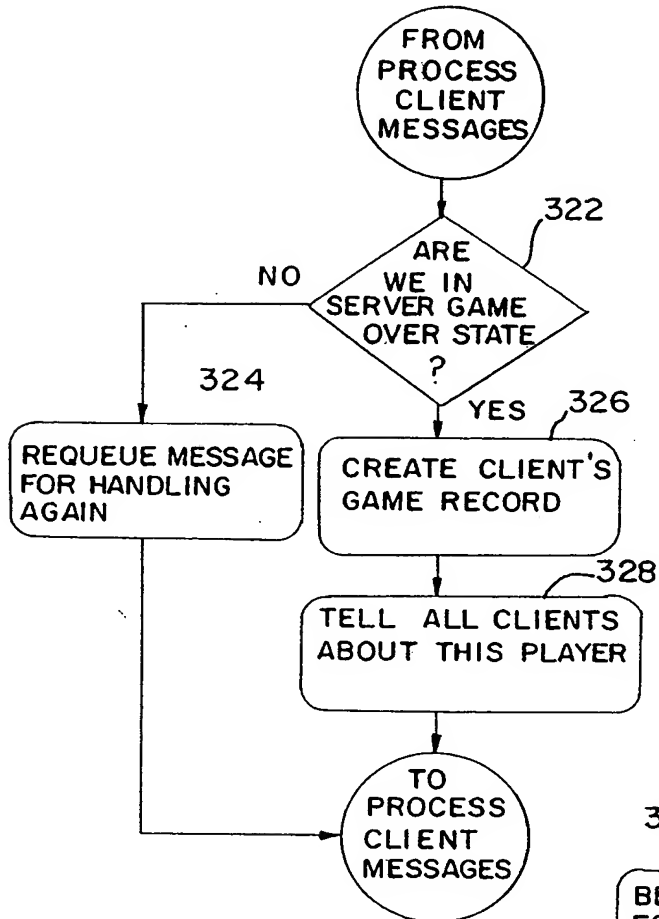 FROM
PROCESS
CLIENT
MESSAGES
322
ARE
WE IN
SERVER GAME
OVER STATE
?
NO
YES
324
REQUEUE MESSAGE
FOR HANDLING
AGAIN
326
CREATE CLIENT'S
GAME RECORD
328
TELL ALL CLIENTS
ABOUT THIS PLAYER
TO
PROCESS
CLIENT
MESSAGES
3